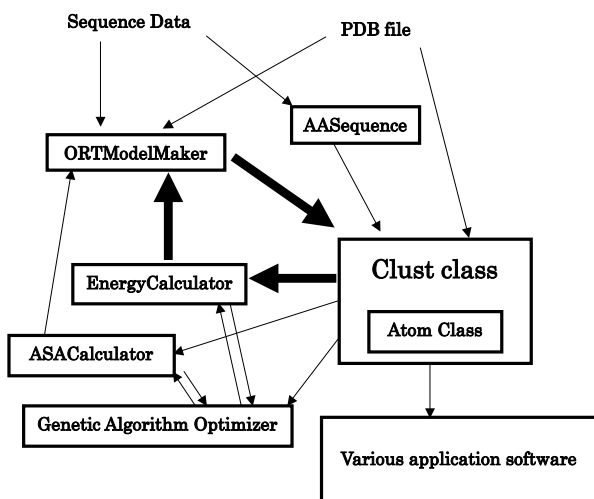 Sequence Data
PDB file
AASequence
ORTModelMaker
Clust class
EnergyCalculator
Atom Class
ASACalculator
Genetic Algorithm Optimizer
Various application software